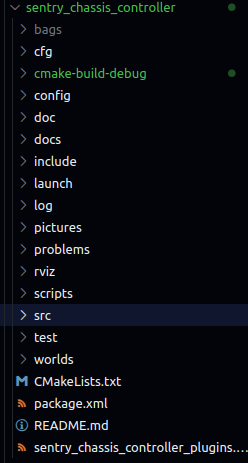 sentry_chassis_controller
bags
cfg
cmake-build-debug
config
doc
docs
include
launch
log
pictures
problems
rviz
scripts
src
test
worlds
CMakeLists.txt
package.xml
README.md
sentry_chassis_controller_plugins....